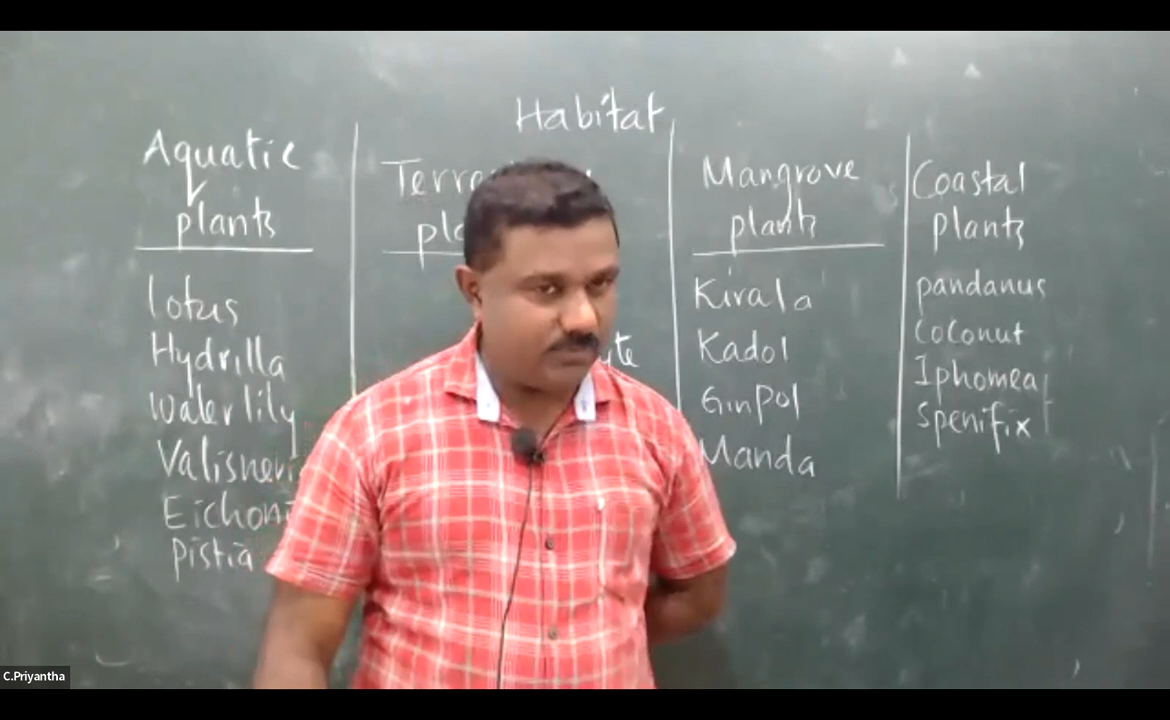 Habitat
Aquatic
plants
Lotus
Hydrilla
Water lily
Pistia
Mangrove
plants
Kirala
Kadol
Ginpol
Manda
Coastal
plants
pandanus
Coconut
Iphomea
Spenifix
C.Priyantha